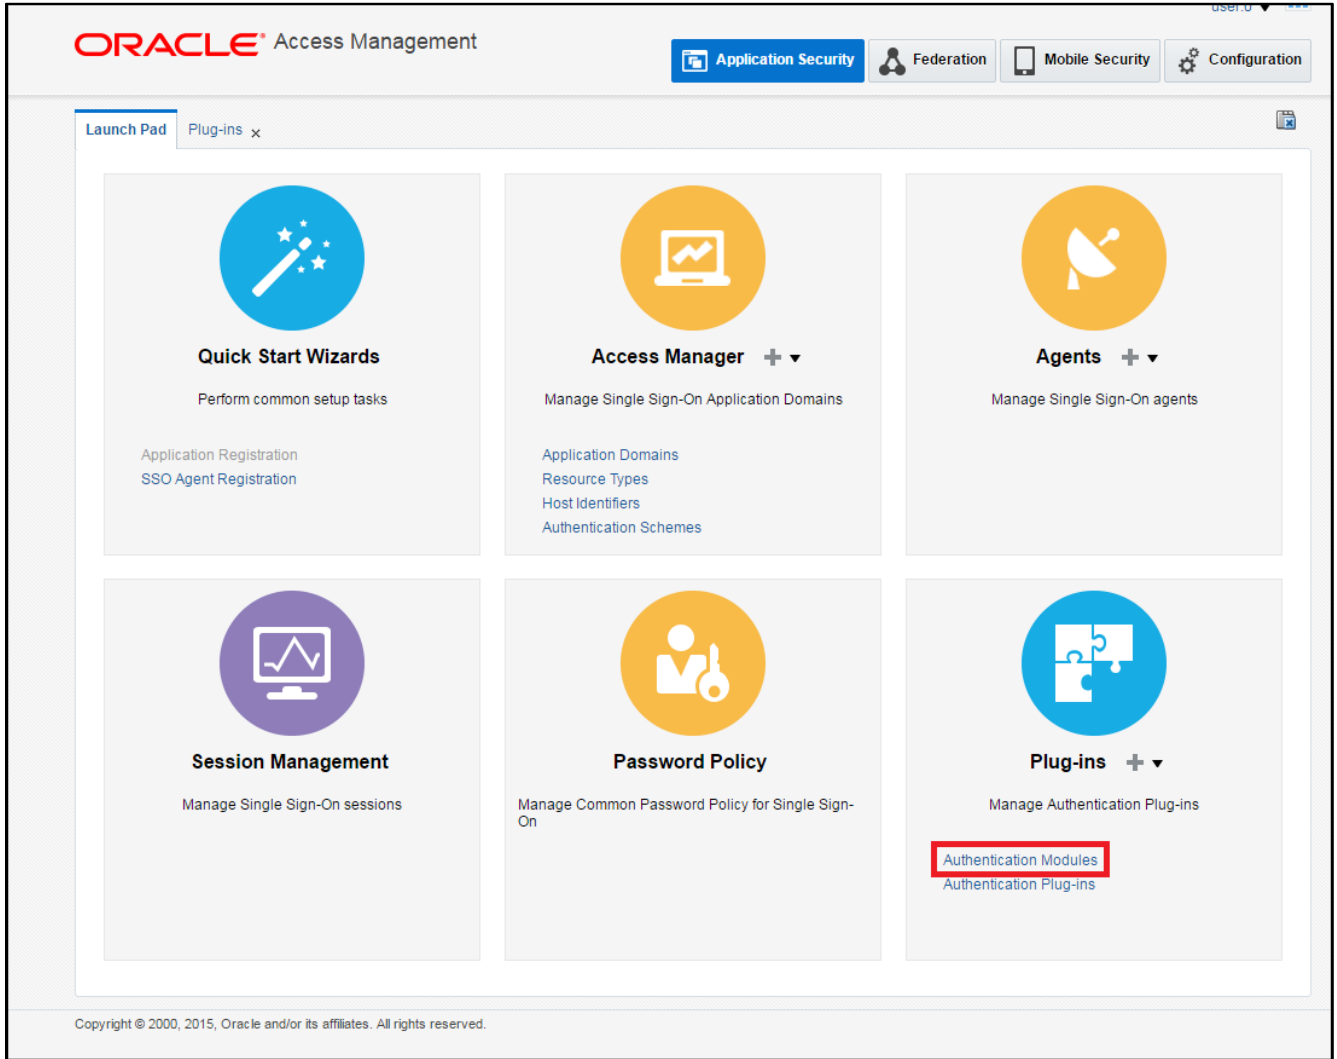 user.0
ORACLE Access Management
Application Security
Federation
Mobile Security
Configuration
Launch Pad
Plug-ins
Quick Start Wizards
Perform common setup tasks
Application Registration
SSO Agent Registration
Access Manager
Manage Single Sign-On Application Domains
Application Domains
Resource Types
Host Identifiers
Authentication Schemes
Agents
Manage Single Sign-On agents
Session Management
Manage Single Sign-On sessions
Password Policy
Manage Common Password Policy for Single Sign-
On
Plug-ins
Manage Authentication Plug-ins
Authentication Modules
Authentication Plug-ins
Copyright © 2000, 2015, Oracle and/or its affiliates. All rights reserved.